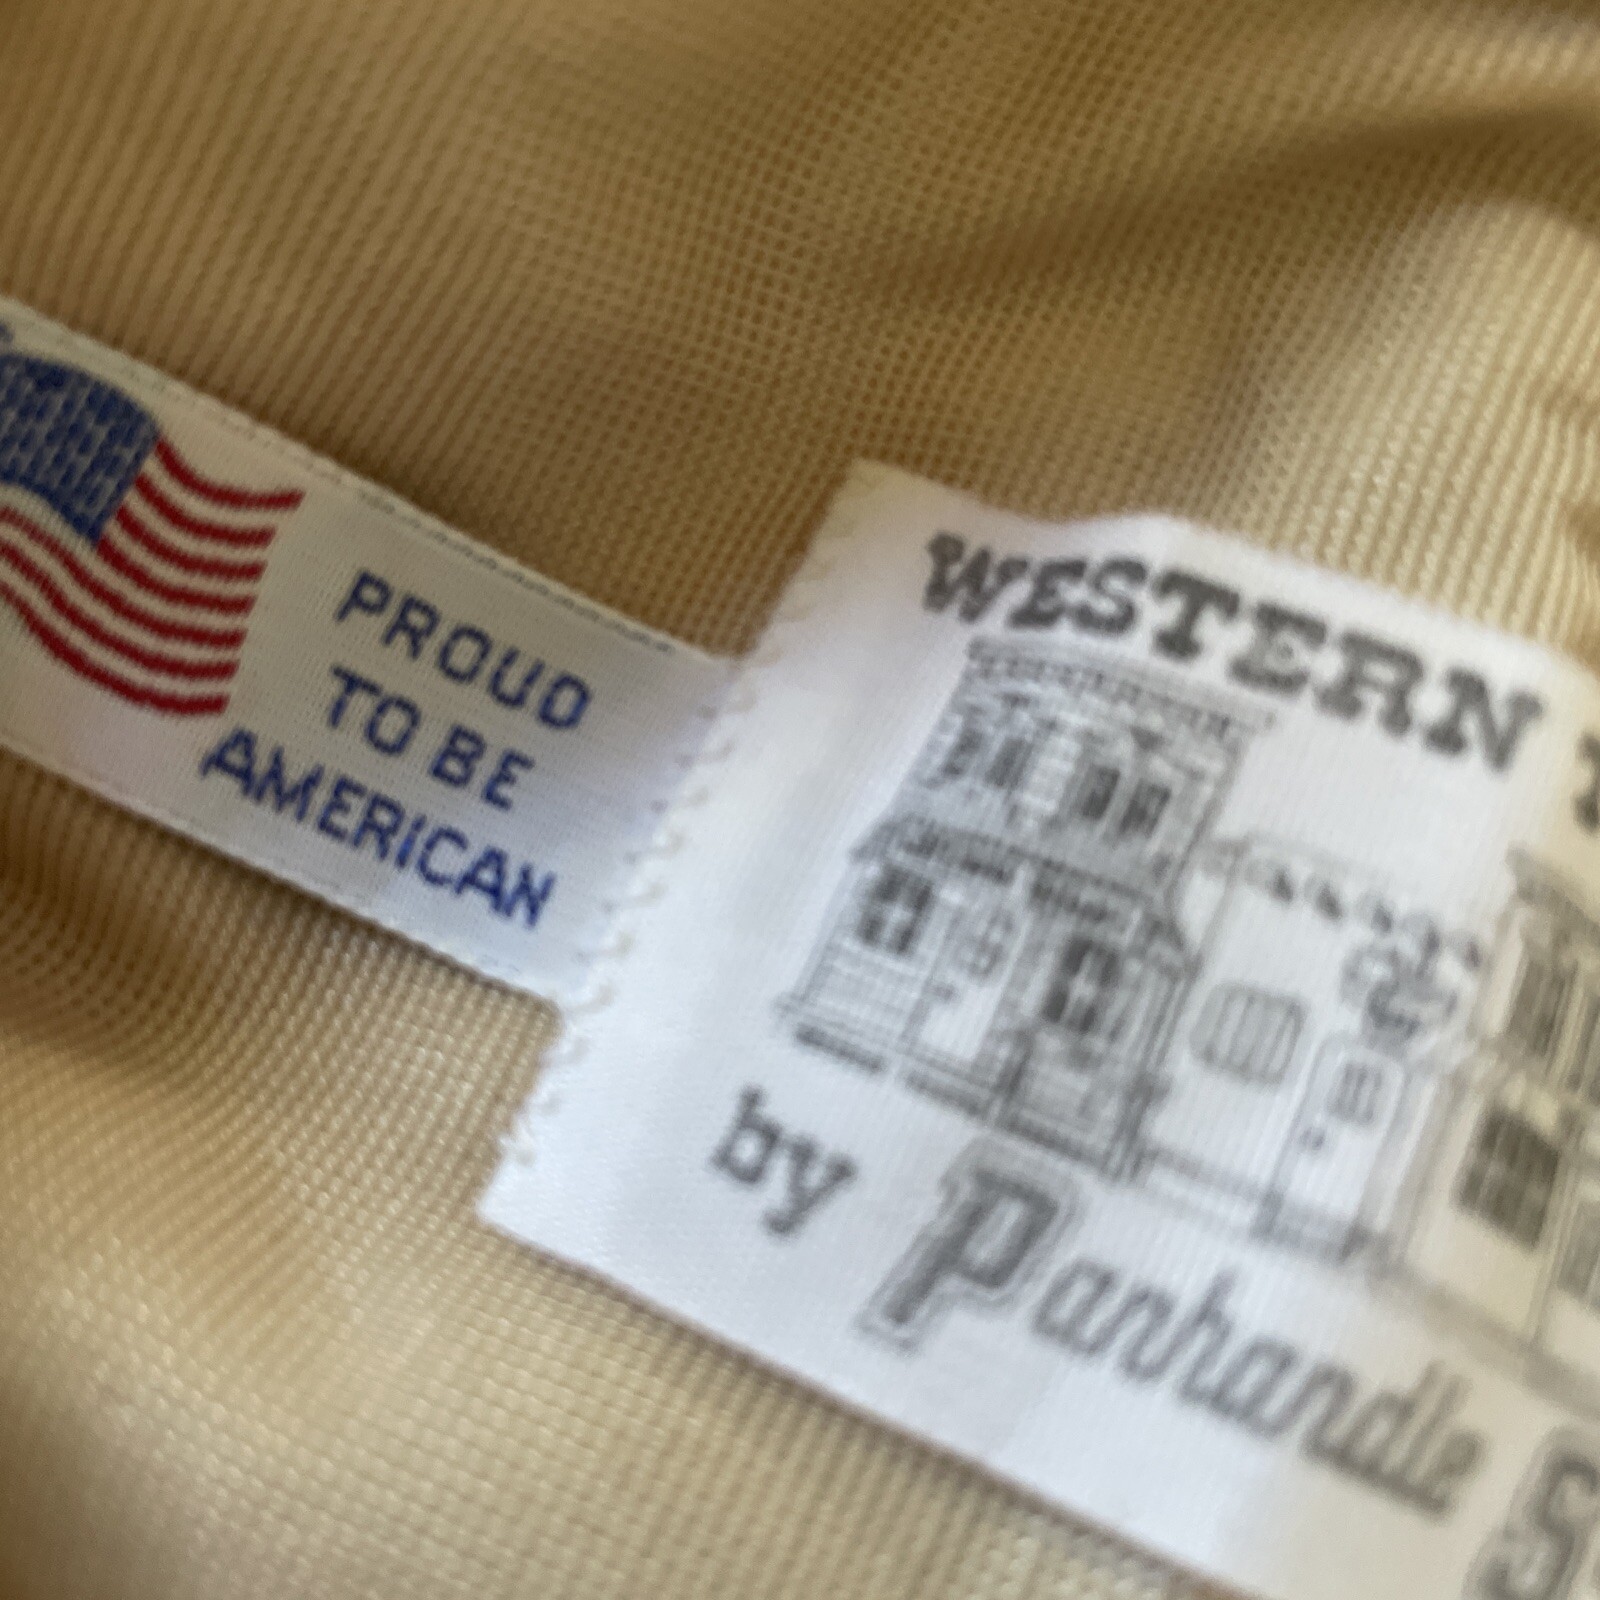 PROUD
TO BE
AMERICAN
WESTERN
by Panhandle